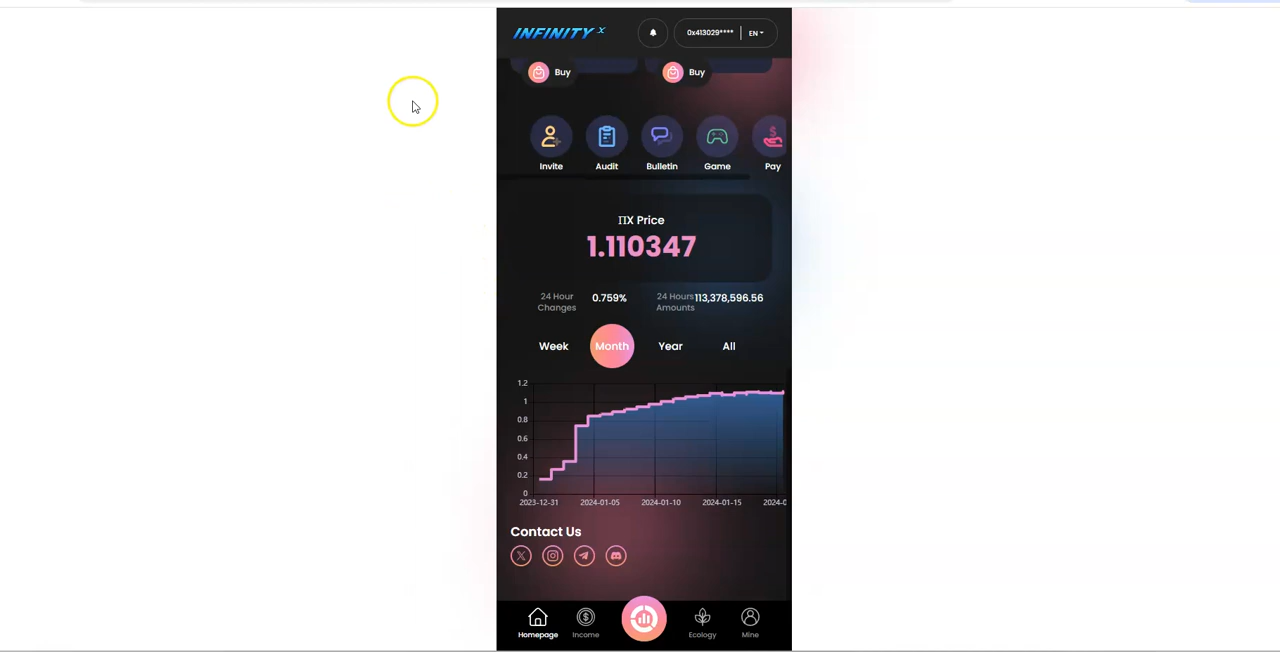 INFINITY X
0x413029****
EN
Buy
Buy
Invite
Audit
Bulletin
Game
Pay
ΠX Price
1.110347
24 Hour Changes
0.759%
24 Hours Amounts
113,378,596.56
Week
Month
Year
All
1.2
1
0.8
0.6
0.4
0.2
0
2023-12-31
2024-01-05
2024-01-10
2024-01-15
2024-0
Contact Us
Homepage
Income
Ecology
Mine